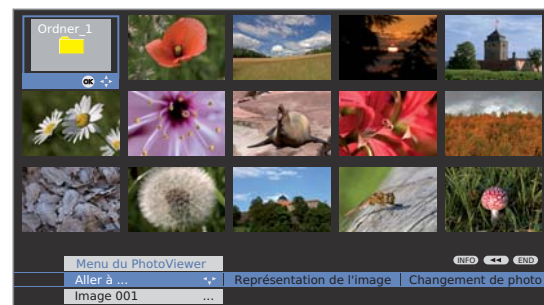 Ordner_1
OK
INFO ◄◄ END
Menu du PhotoViewer
Aller à ... Représentation de l'image Changement de photo
Image 001 ...